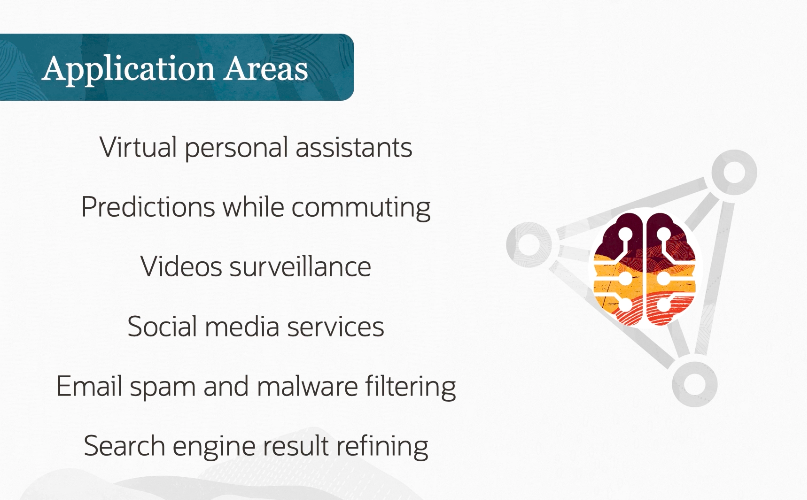 Application Areas
Virtual personal assistants
Predictions while commuting
Videos surveillance
Social media services
Email spam and malware filtering
Search engine result refining